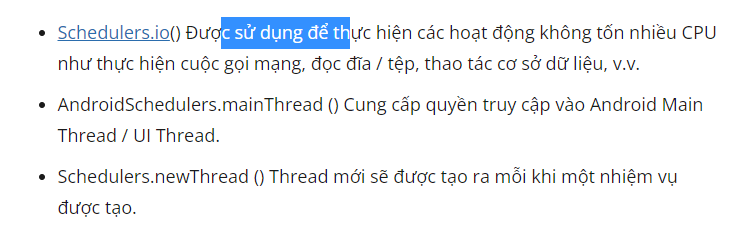 Schedulers.io() Được sử dụng để thực hiện các hoạt động không tốn nhiều CPU
như thực hiện cuộc gọi mạng, đọc đĩa / tệp, thao tác cơ sở dữ liệu, v.v.
AndroidSchedulers.mainThread () Cung cấp quyền truy cập vào Android Main
Thread / UI Thread.
Schedulers.newThread () Thread mới sẽ được tạo ra mỗi khi một nhiệm vụ
được tạo.